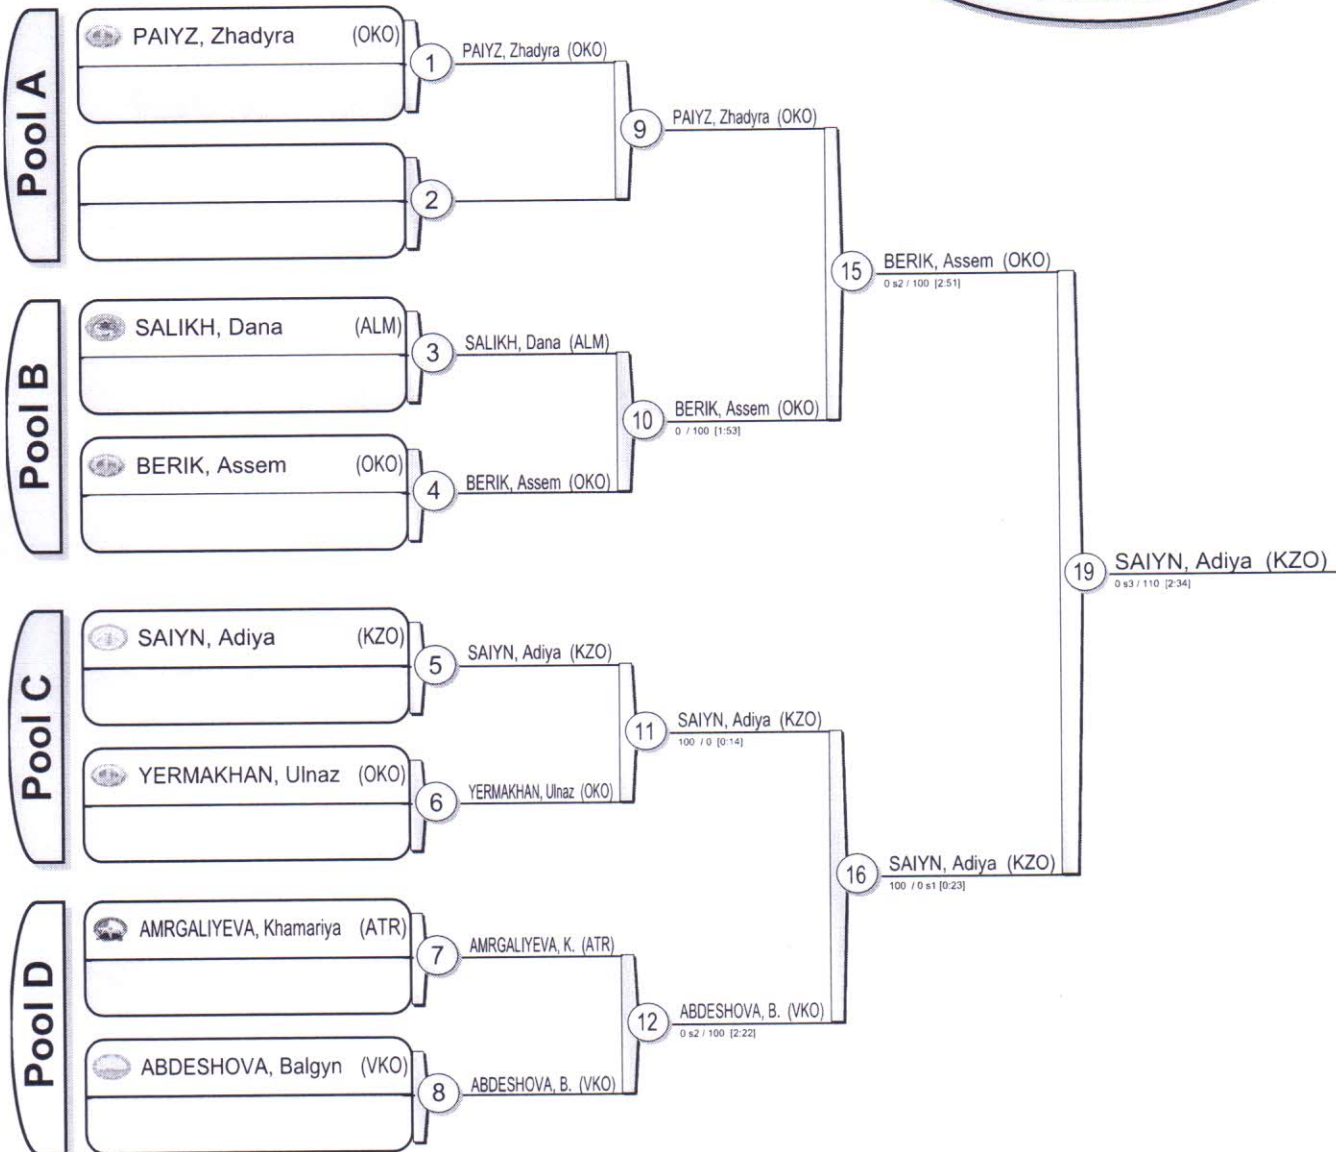 Pool A
PAIYZ, Zhadyra (OKO)
1
PAIYZ, Zhadyra (OKO)
2
9
PAIYZ, Zhadyra (OKO)
Pool B
SALIKH, Dana (ALM)
3
SALIKH, Dana (ALM)
BERIK, Assem (OKO)
4
BERIK, Assem (OKO)
10
BERIK, Assem (OKO)
0 / 100 [1:53]
15
BERIK, Assem (OKO)
0 s2 / 100 [2:51]
Pool C
SAIYN, Adiya (KZO)
5
SAIYN, Adiya (KZO)
YERMAKHAN, Ulnaz (OKO)
6
YERMAKHAN, Ulnaz (OKO)
11
SAIYN, Adiya (KZO)
100 / 0 [0:14]
Pool D
AMRGALIYEVA, Khamariya (ATR)
7
AMRGALIYEVA, K. (ATR)
ABDESHOVA, Balgyn (VKO)
8
ABDESHOVA, B. (VKO)
12
ABDESHOVA, B. (VKO)
0 s2 / 100 [2:22]
16
SAIYN, Adiya (KZO)
100 / 0 s1 [0:23]
19
SAIYN, Adiya (KZO)
0 s3 / 110 [2:34]